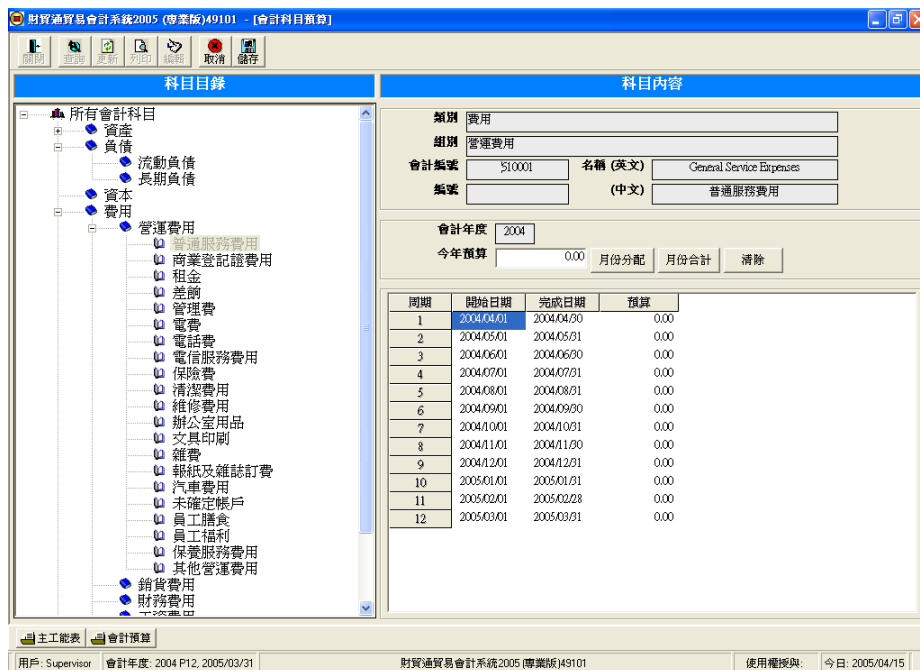 財貿通貿易會計系統2005 (專業版)49101 - [會計科目預算]
關閉 查詢 更新 列印 編輯 取消 儲存
科目目錄
所有會計科目
資產
負債
流動負債
長期負債
資本
費用
營運費用
普通服務費用
商業登記證費用
租金
差餉
管理費
電費
電話費
電信服務費用
保險費
清潔費用
維修費用
辦公室用品
文具印刷
雜費
報紙及雜誌訂費
汽車費用
未確定帳戶
員工膳食
員工福利
保養服務費用
其他營運費用
銷貨費用
財務費用
工資費用
科目內容
類別 費用
組別 營運費用
會計編號 510001 名稱 (英文) General Service Expenses
編號 (中文) 普通服務費用
會計年度 2004
今年預算 0.00 月份分配 月份合計 清除
周期 開始日期 完成日期 預算
1 2004/04/01 2004/04/30 0.00
2 2004/05/01 2004/05/31 0.00
3 2004/06/01 2004/06/30 0.00
4 2004/07/01 2004/07/31 0.00
5 2004/08/01 2004/08/31 0.00
6 2004/09/01 2004/09/30 0.00
7 2004/10/01 2004/10/31 0.00
8 2004/11/01 2004/11/30 0.00
9 2004/12/01 2004/12/31 0.00
10 2005/01/01 2005/01/31 0.00
11 2005/02/01 2005/02/28 0.00
12 2005/03/01 2005/03/31 0.00
主工能表 會計預算
用戶: Supervisor 會計年度: 2004 P12, 2005/03/31 財貿通貿易會計系統2005 (專業版)49101 使用權授與: 今日: 2005/04/15